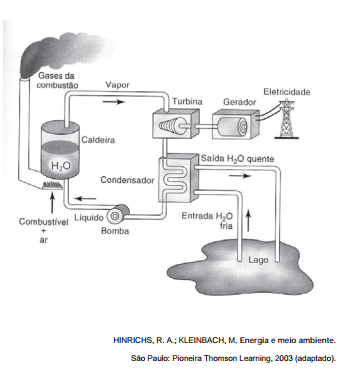 Gases da
combustão
Vapor
Turbina
Gerador
Eletricidade
Caldeira
H₂O
Condensador
Saída H₂O quente
Combustível
+
ar
Líquido
Bomba
Entrada H₂O
fria
Lago
HINRICHS, R. A.; KLEINBACH, M. Energia e meio ambiente.
São Paulo: Pioneira Thomson Learning, 2003 (adaptado).